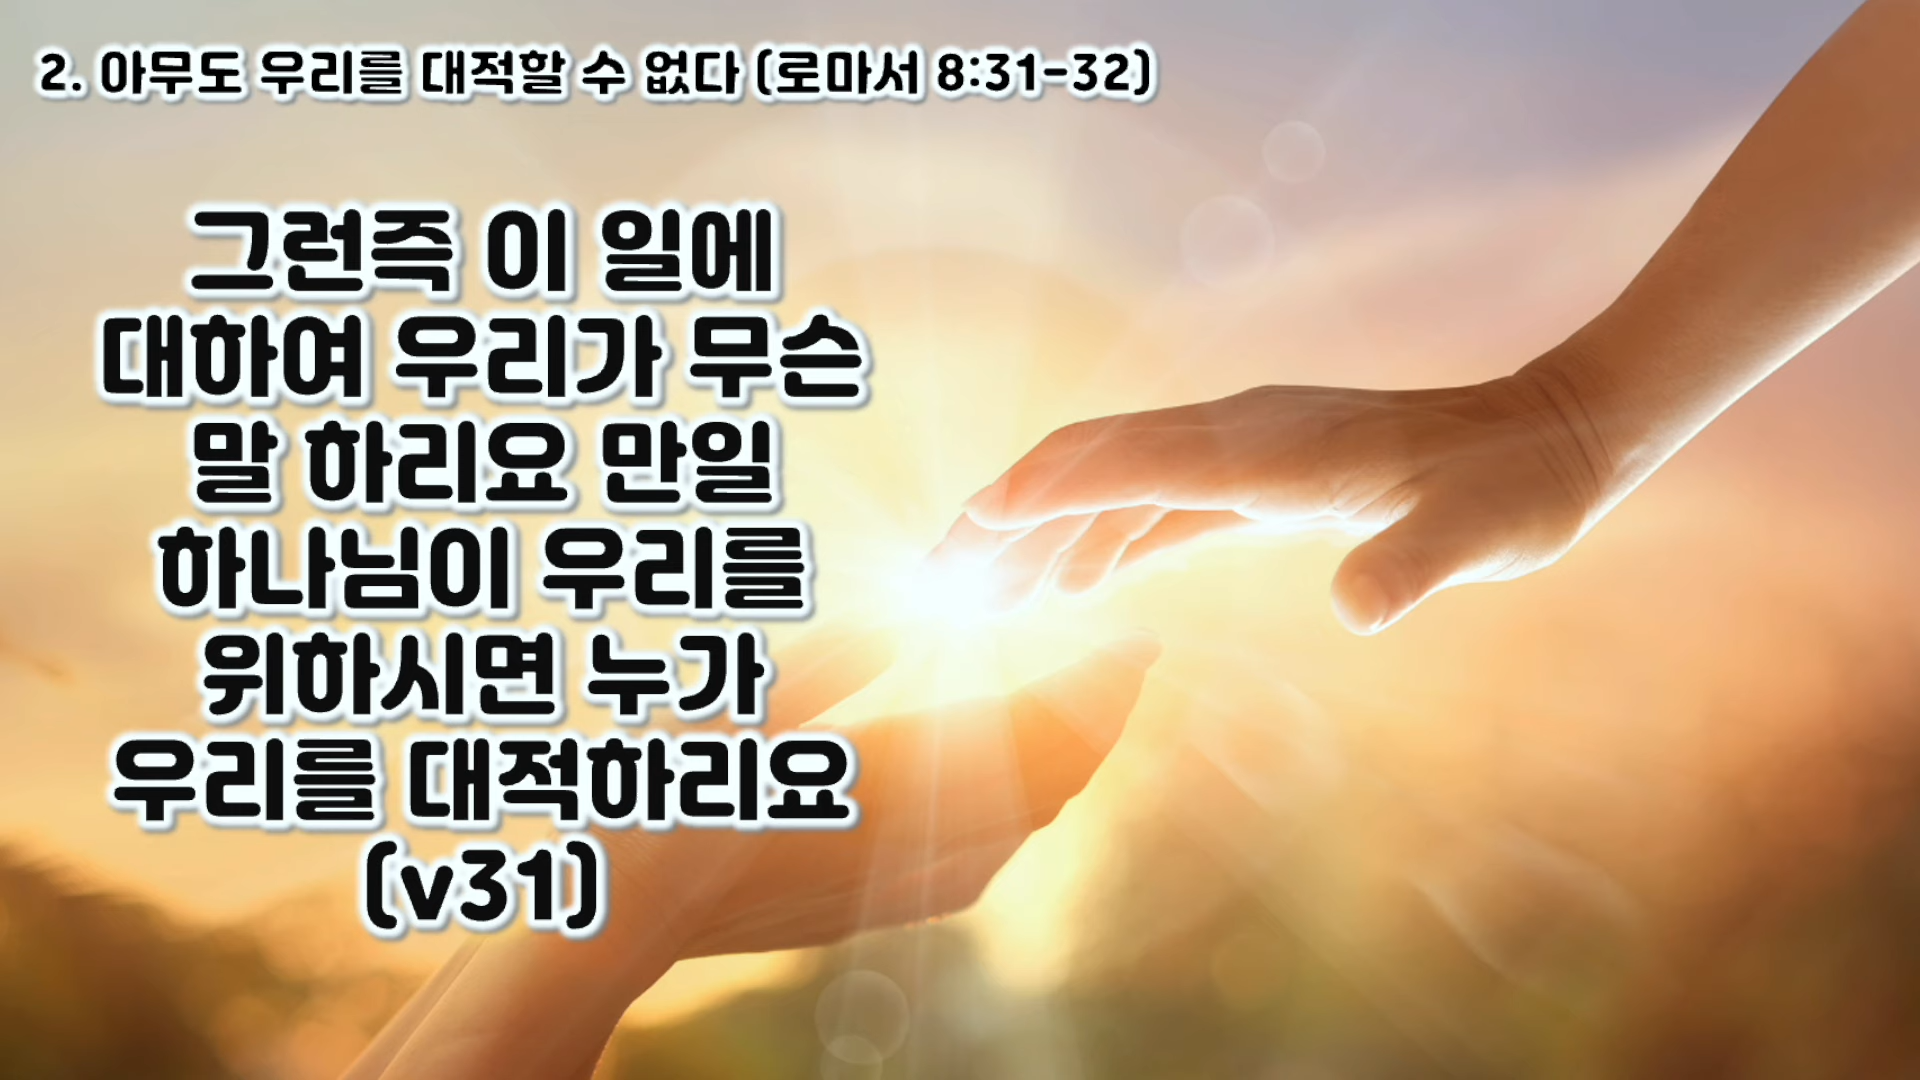 2. 아무도 우리를 대적할 수 없다 (로마서 8:31-32)
그런즉 이 일에
대하여 우리가 무슨
말 하리요 만일
하나님이 우리를
위하시면 누가
우리를 대적하리요
(v31)